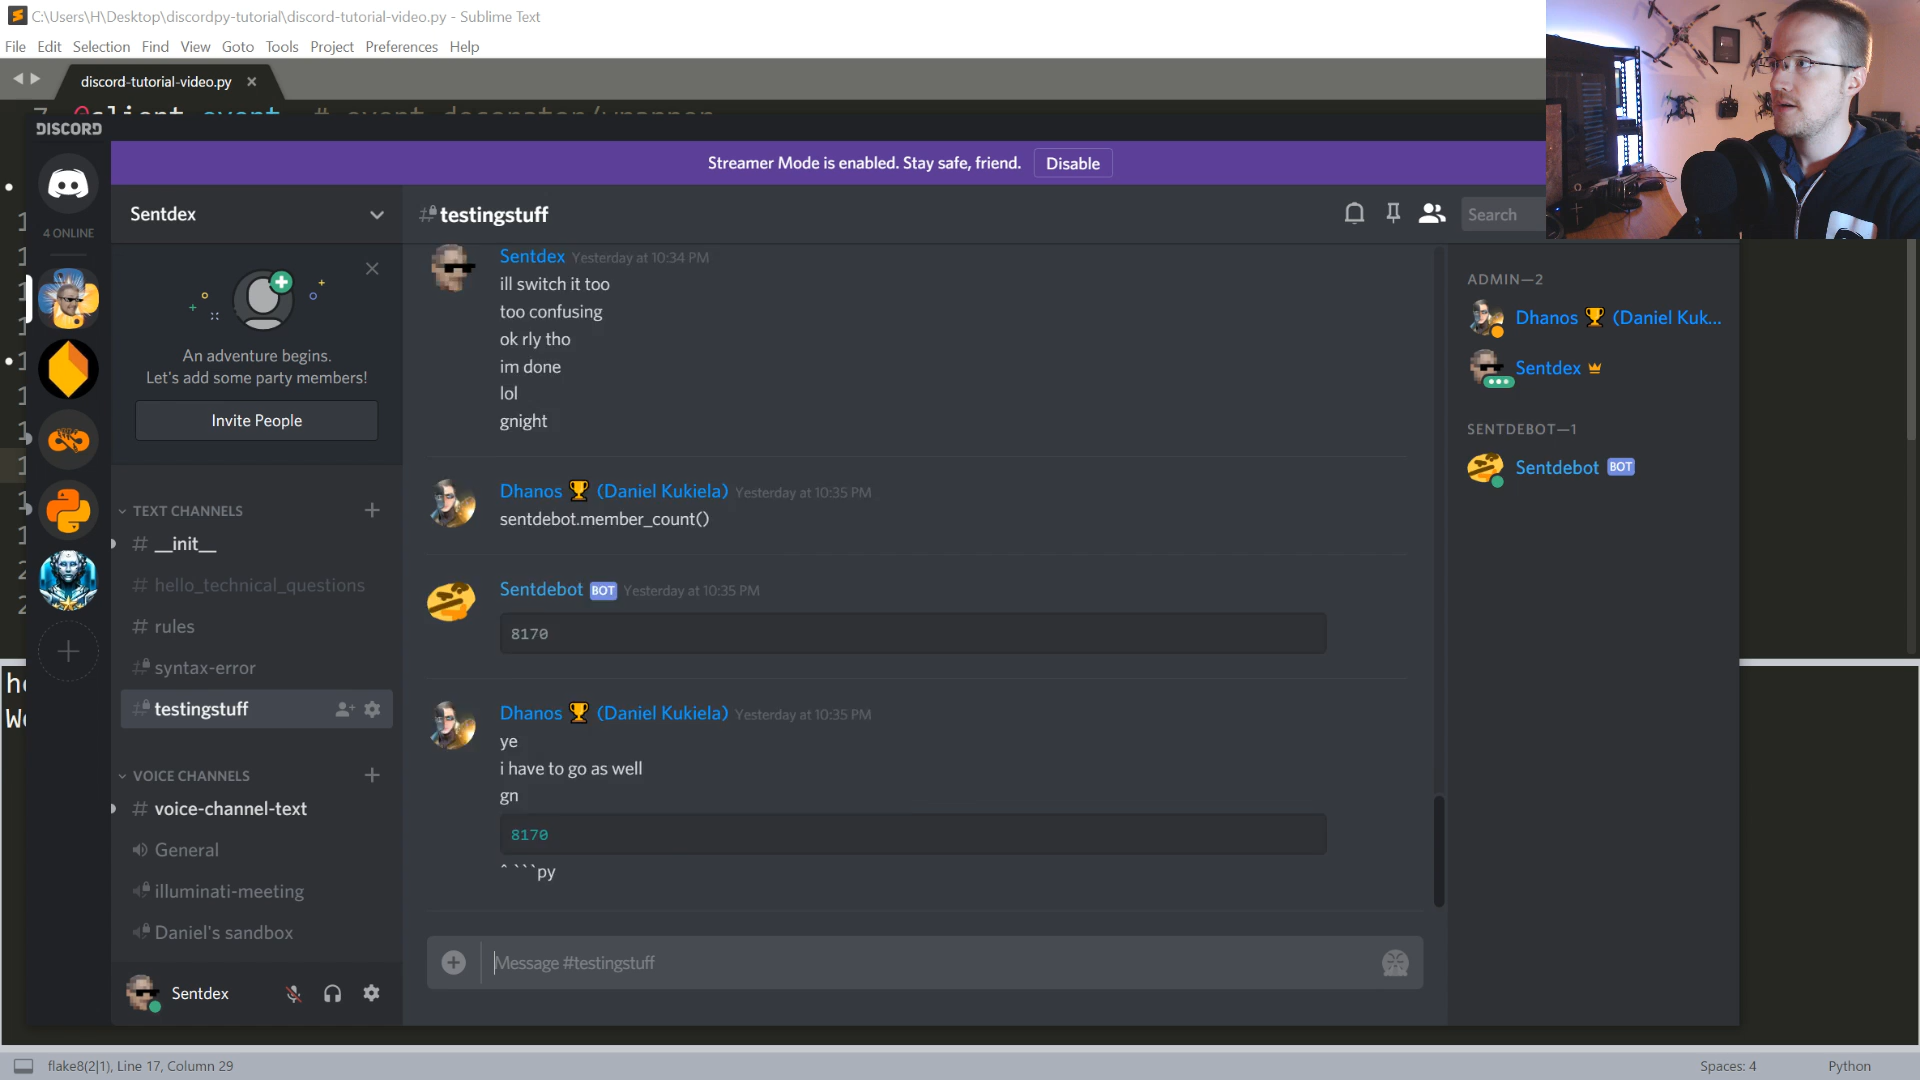 C:\Users\H\Desktop\discordpy-tutorial\discord-tutorial-video.py - Sublime Text
File Edit Selection Find View Goto Tools Project Preferences Help
discord-tutorial-video.py ×
DISCORD
Streamer Mode is enabled. Stay safe, friend. Disable
Sentdex
#testingstuff
Search
4 ONLINE
An adventure begins.
Let's add some party members!
Invite People
TEXT CHANNELS
# __init__
# hello_technical_questions
# rules
# syntax-error
# testingstuff
VOICE CHANNELS
# voice-channel-text
General
illuminati-meeting
Daniel's sandbox
Sentdex
Sentdex Yesterday at 10:34 PM
ill switch it too
too confusing
ok rly tho
im done
lol
gnight
Dhanos 🏆 (Daniel Kukiela) Yesterday at 10:35 PM
sentdebot.member_count()
Sentdebot BOT Yesterday at 10:35 PM
8170
Dhanos 🏆 (Daniel Kukiela) Yesterday at 10:35 PM
ye
i have to go as well
gn
8170
^ ```py
Message #testingstuff
ADMIN—2
Dhanos 🏆 (Daniel Kuk...
Sentdex
SENTDEBOT—1
Sentdebot BOT
flake8(2|1), Line 17, Column 29
Spaces: 4
Python